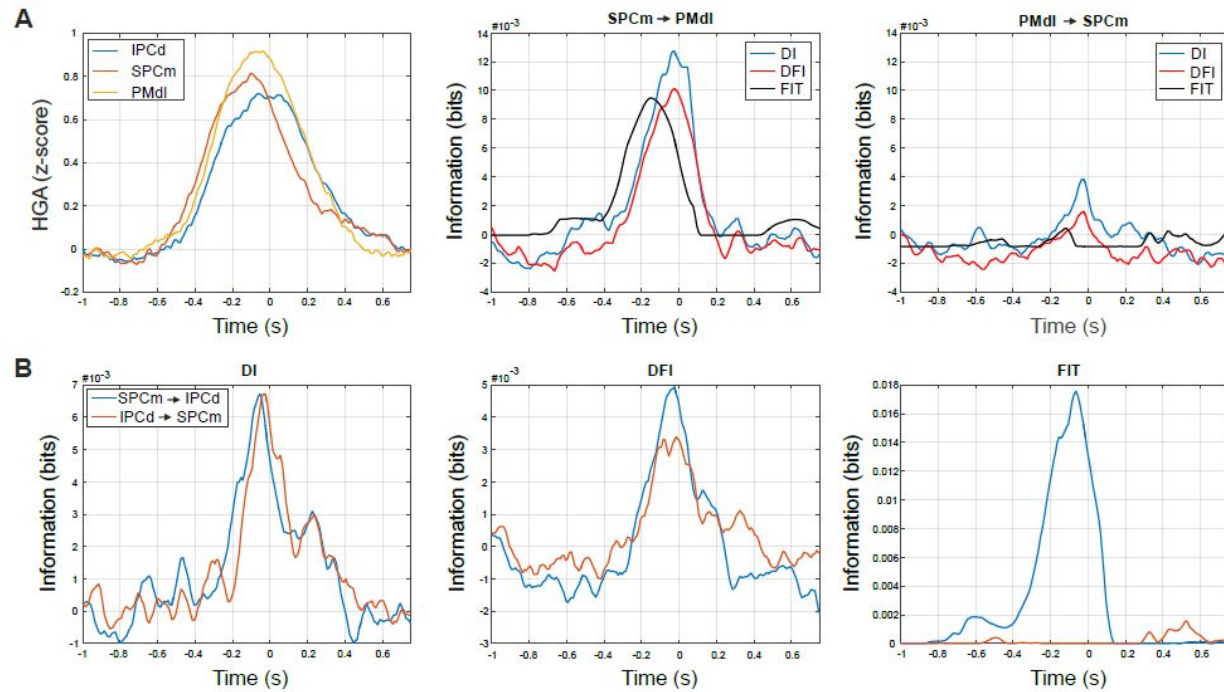 A
SPCm → PMdl
PMdl → SPCm
HGA (z-score)
1
0.8
0.6
0.4
0.2
0
-0.2
IPCd
SPCm
PMdl
-1 -0.8 -0.6 -0.4 -0.2 0 0.2 0.4 0.6
Time (s)
#10⁻³
Information (bits)
14
12
10
8
6
4
2
0
-2
-4
DI
DFI
FIT
-1 -0.8 -0.6 -0.4 -0.2 0 0.2 0.4 0.6
Time (s)
#10⁻³
Information (bits)
14
12
10
8
6
4
2
0
-2
-4
DI
DFI
FIT
-1 -0.8 -0.6 -0.4 -0.2 0 0.2 0.4 0.6
Time (s)
B
DI
#10⁻³
Information (bits)
7
6
5
4
3
2
1
0
-1
SPCm → IPCd
IPCd → SPCm
-1 -0.8 -0.6 -0.4 -0.2 0 0.2 0.4 0.6
Time (s)
DFI
#10⁻³
Information (bits)
5
4
3
2
1
0
-1
-2
-3
-1 -0.8 -0.6 -0.4 -0.2 0 0.2 0.4 0.6
Time (s)
FIT
Information (bits)
0.018
0.016
0.014
0.012
0.01
0.008
0.006
0.004
0.002
0
-1 -0.8 -0.6 -0.4 -0.2 0 0.2 0.4 0.6
Time (s)